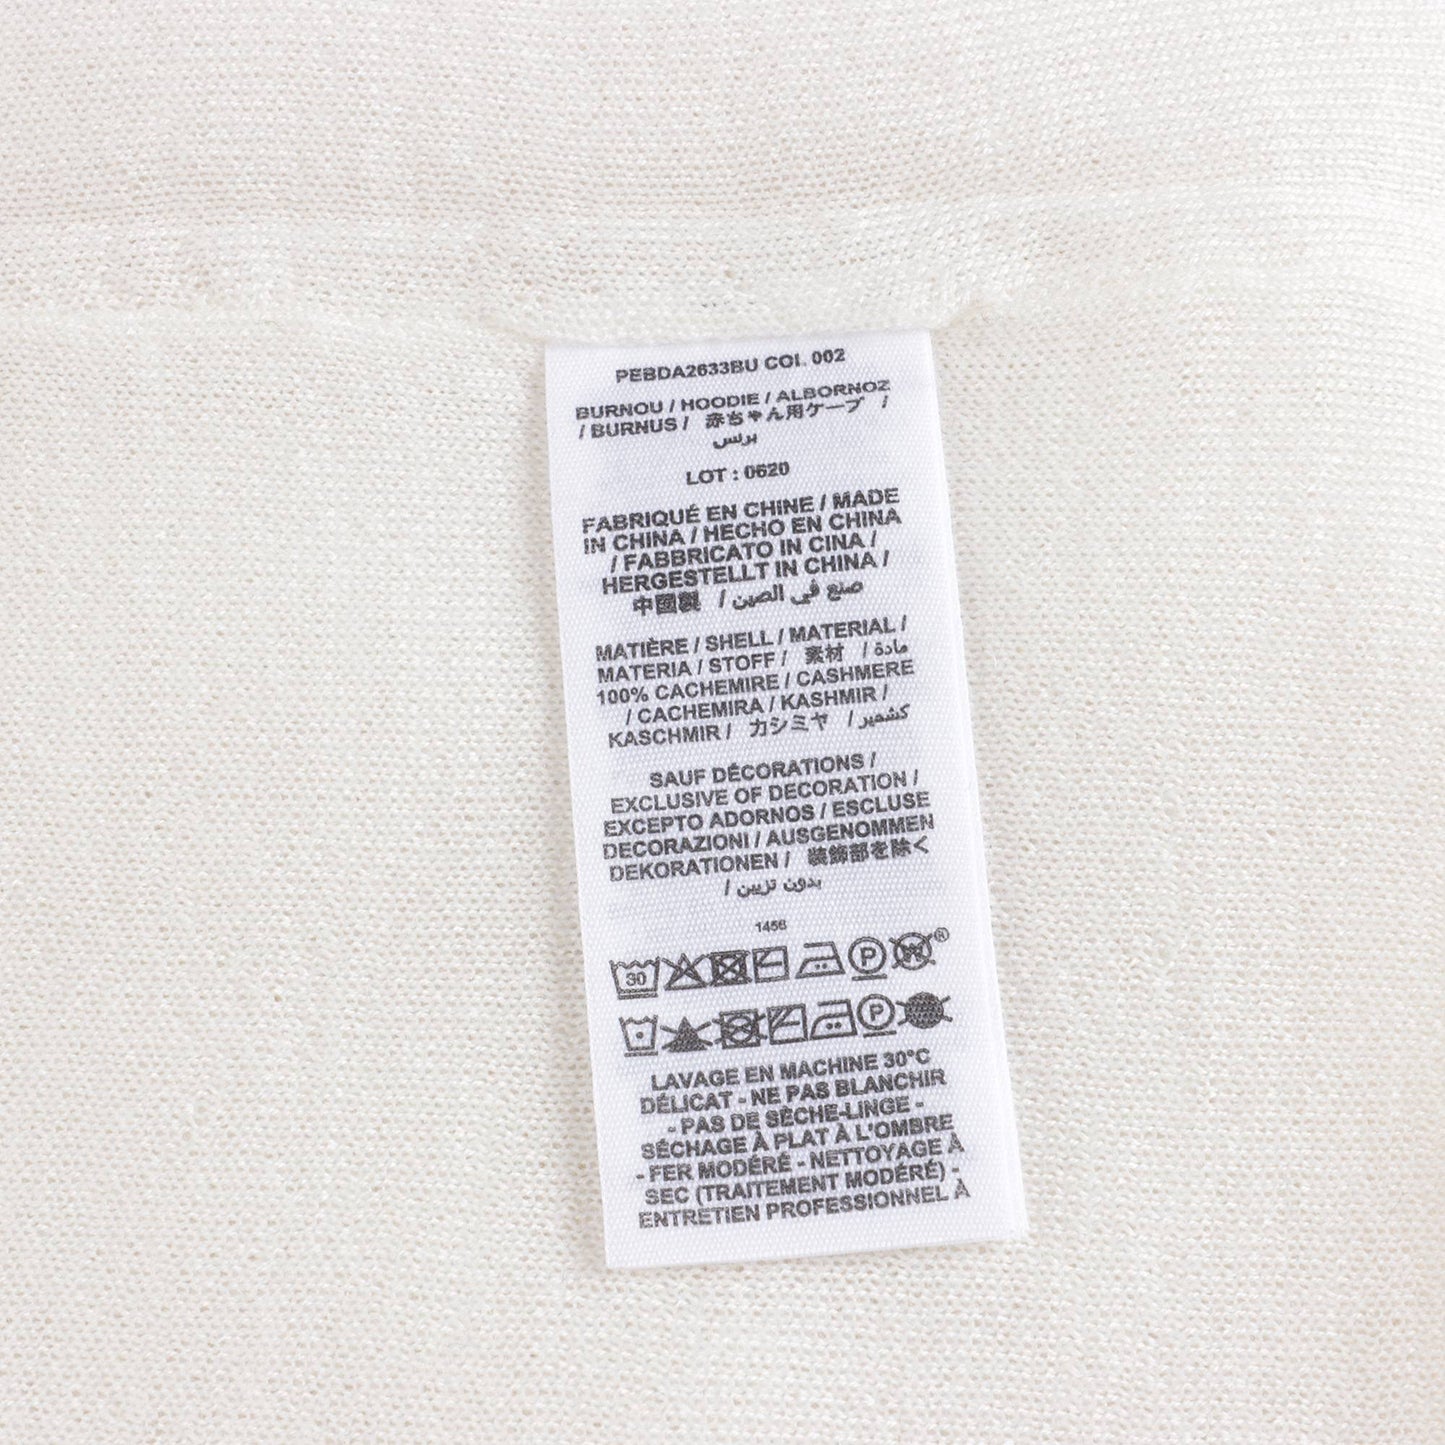 PEBDA2633BU COL. 002
BURNOU / HOODIE / ALBORNOZ
/ BURNUS / 赤ちゃん用ケープ /
برنس
LOT : 0620
FABRIQUÉ EN CHINE / MADE
IN CHINA / HECHO EN CHINA
/ FABBRICATO IN CINA /
HERGESTELLT IN CHINA /
中國製 / صنع في الصين
MATIÈRE / SHELL / MATERIAL /
MATERIA / STOFF / 素材 / مادة
100% CACHEMIRE / CASHMERE
/ CACHEMIRA / KASHMIR /
KASCHMIR / カシミヤ / كشمير
SAUF DÉCORATIONS /
EXCLUSIVE OF DECORATION /
EXCEPTO ADORNOS / ESCLUSE
DECORAZIONI / AUSGENOMMEN
DEKORATIONEN / 装飾部を除く
/ بدون تزيين
1456
30 P W ®
P
LAVAGE EN MACHINE 30°C
DÉLICAT - NE PAS BLANCHIR
- PAS DE SÈCHE-LINGE -
SÉCHAGE À PLAT À L'OMBRE
- FER MODÉRÉ - NETTOYAGE À
SEC (TRAITEMENT MODÉRÉ) -
ENTRETIEN PROFESSIONNEL À